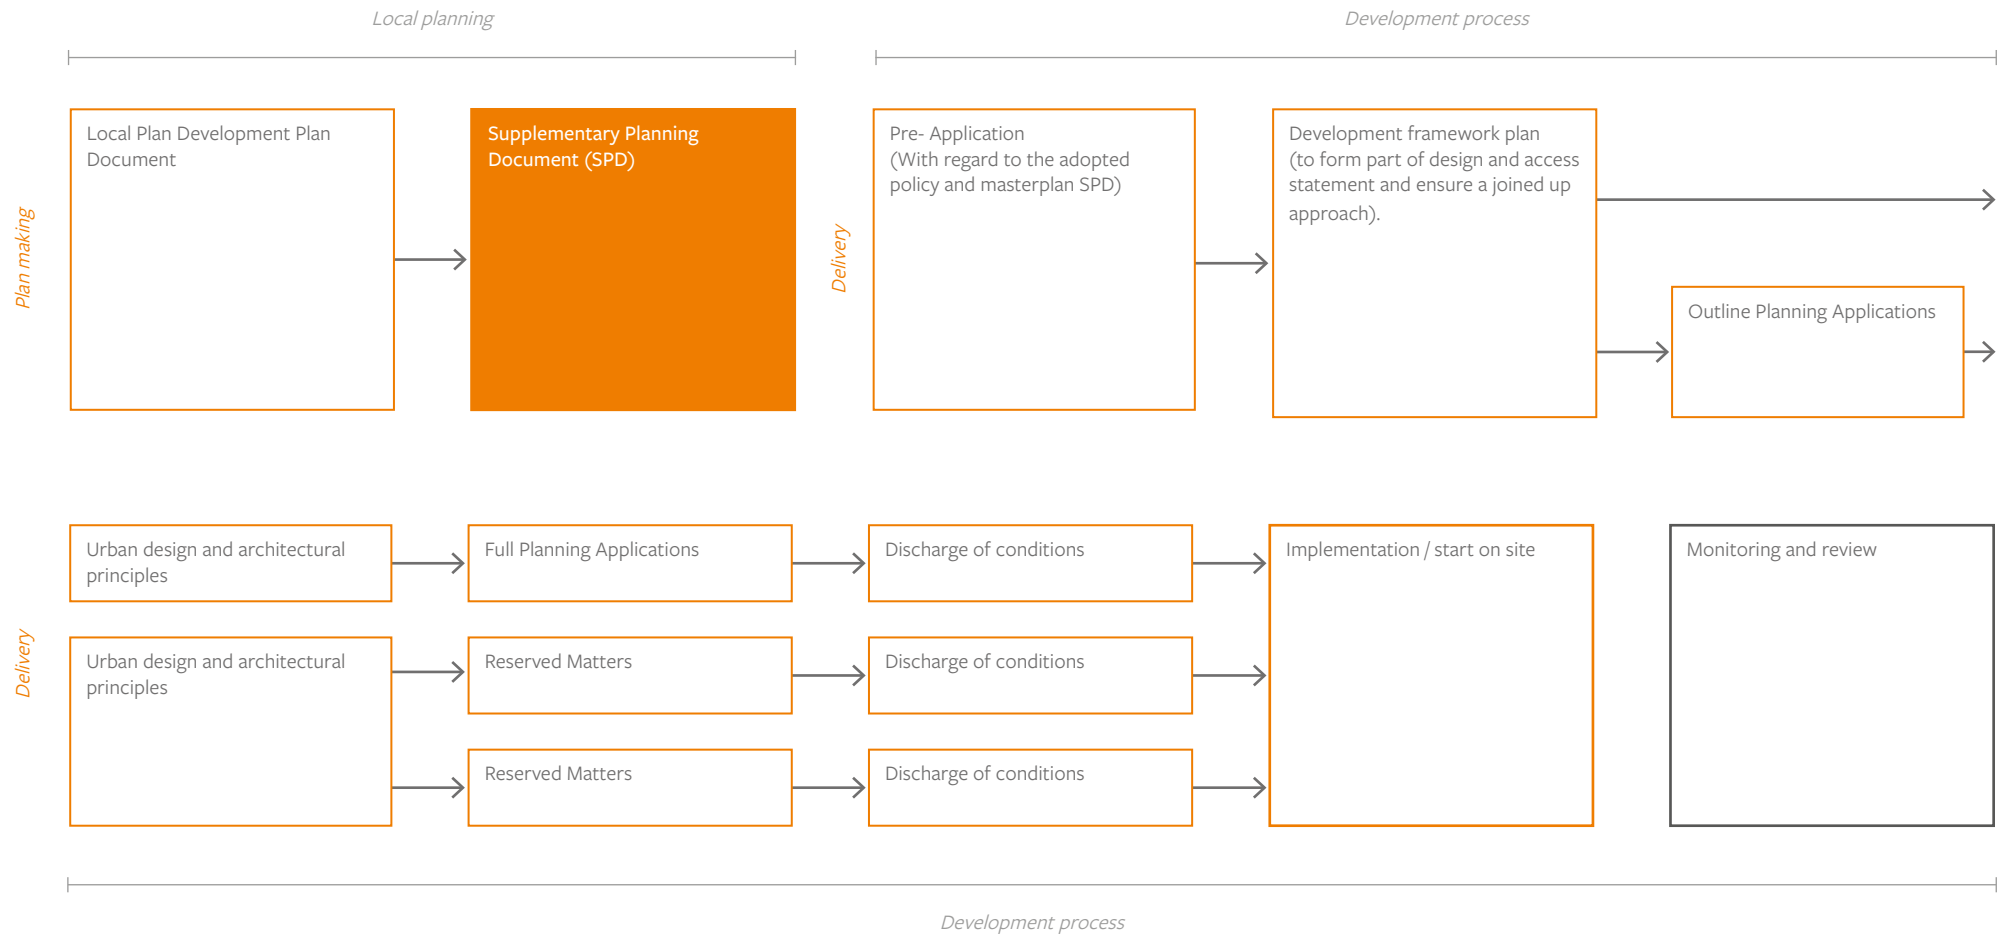 Local planning
Development process
Plan making
Local Plan Development Plan
Document
Supplementary Planning
Document (SPD)
Delivery
Pre- Application
(With regard to the adopted
policy and masterplan SPD)
Development framework plan
(to form part of design and access
statement and ensure a joined up
approach).
Outline Planning Applications
Delivery
Urban design and architectural
principles
Full Planning Applications
Discharge of conditions
Implementation / start on site
Monitoring and review
Urban design and architectural
principles
Reserved Matters
Discharge of conditions
Reserved Matters
Discharge of conditions
Development process